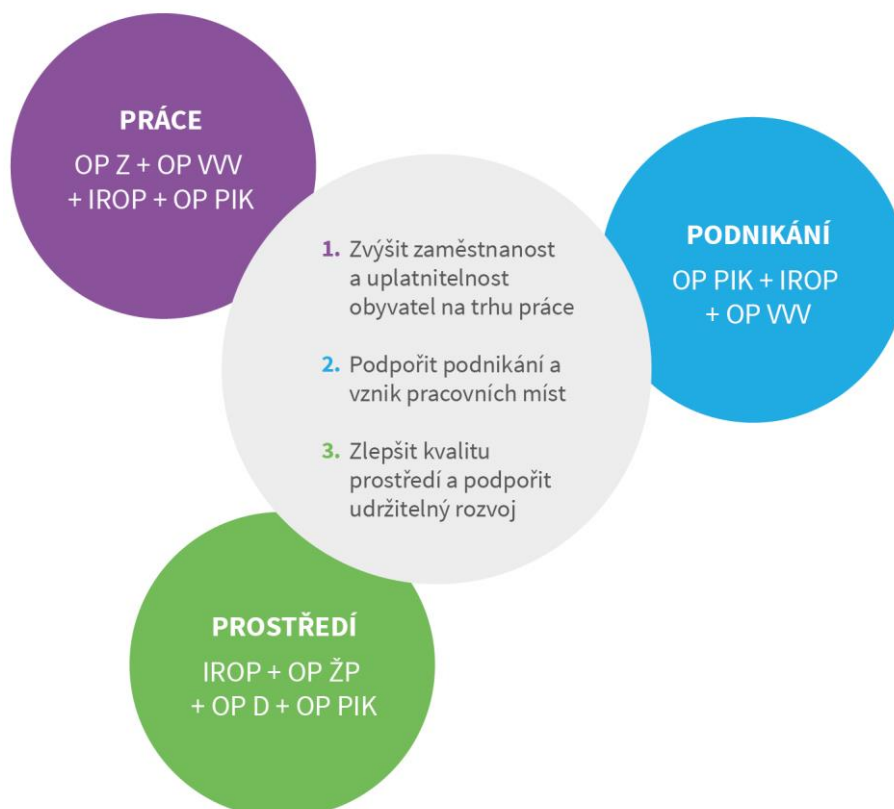 PRÁCE
OP Z + OP VVV
+ IROP + OP PIK
PODNIKÁNÍ
OP PIK + IROP
+ OP VVV
1. Zvýšit zaměstnanost
a uplatnitelnost
obyvatel na trhu práce
2. Podpořit podnikání a
vznik pracovních míst
3. Zlepšit kvalitu
prostředí a podpořit
udržitelný rozvoj
PROSTŘEDÍ
IROP + OP ŽP
+ OP D + OP PIK